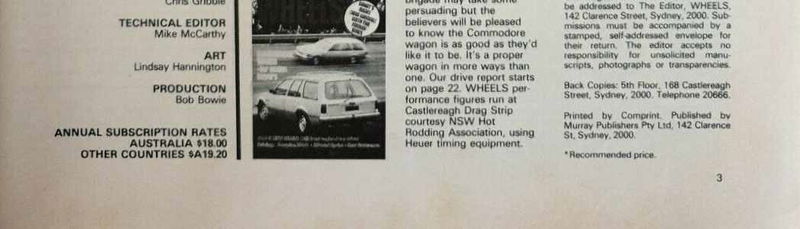 Chris Gribble
TECHNICAL EDITOR
Mike McCarthy
ART
Lindsay Hannington
PRODUCTION
Bob Bowie
ANNUAL SUBSCRIPTION RATES
AUSTRALIA $18.00
OTHER COUNTRIES $A19.20
brigade may take some
persuading but the
believers will be pleased
to know the Commodore
wagon is as good as they'd
like it to be. It's a proper
wagon in more ways than
one. Our drive report starts
on page 22. WHEELS per-
formance figures run at
Castlereagh Drag Strip
courtesy NSW Hot
Rodding Association, using
Heuer timing equipment.
be addressed to The Editor, WHEELS,
142 Clarence Street, Sydney, 2000. Sub-
missions must be accompanied by a
stamped, self-addressed envelope for
their return. The editor accepts no
responsibility for unsolicited manu-
scripts, photographs or transparencies.
Back Copies: 5th Floor, 168 Castlereagh
Street, Sydney, 2000. Telephone 20666.
Printed by Comprint. Published by
Murray Publishers Pty Ltd, 142 Clarence
St, Sydney, 2000.
*Recommended price.
3